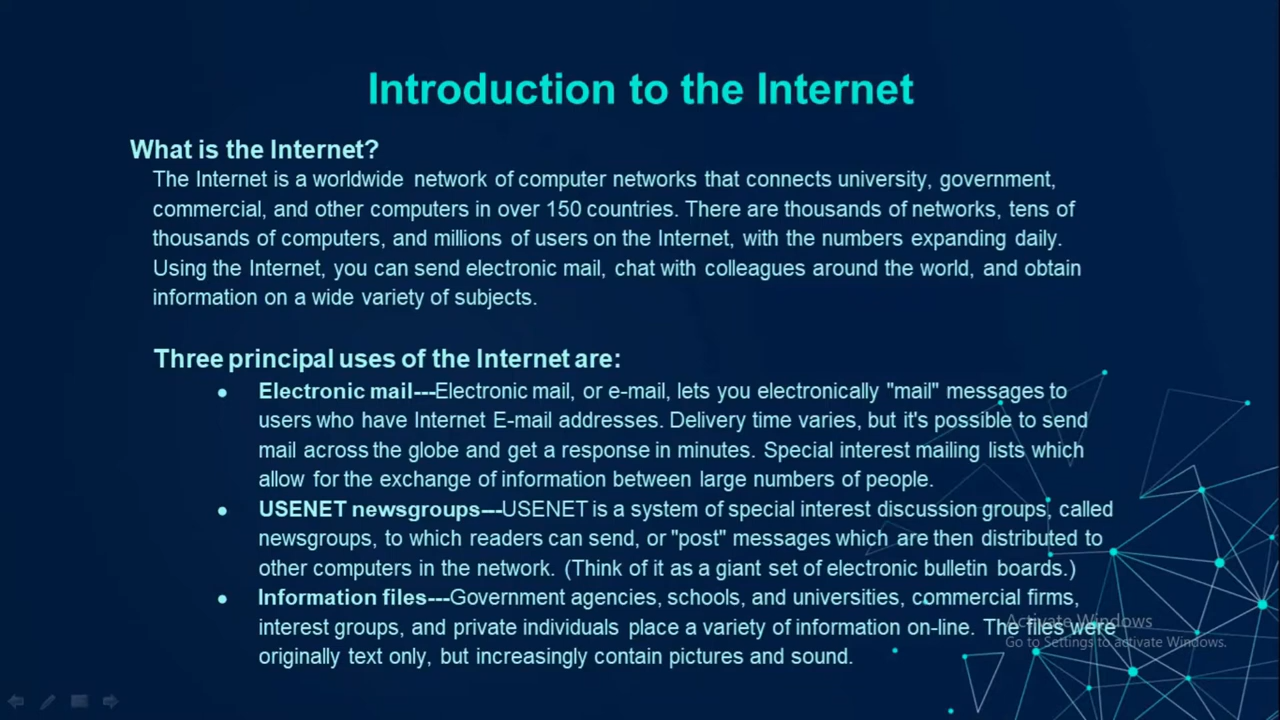 Introduction to the Internet
What is the Internet?
The Internet is a worldwide network of computer networks that connects university, government,
commercial, and other computers in over 150 countries. There are thousands of networks, tens of
thousands of computers, and millions of users on the Internet, with the numbers expanding daily.
Using the Internet, you can send electronic mail, chat with colleagues around the world, and obtain
information on a wide variety of subjects.
Three principal uses of the Internet are:
● Electronic mail---Electronic mail, or e-mail, lets you electronically "mail" messages to
users who have Internet E-mail addresses. Delivery time varies, but it's possible to send
mail across the globe and get a response in minutes. Special interest mailing lists which
allow for the exchange of information between large numbers of people.
● USENET newsgroups---USENET is a system of special interest discussion groups, called
newsgroups, to which readers can send, or "post" messages which are then distributed to
other computers in the network. (Think of it as a giant set of electronic bulletin boards.)
● Information files---Government agencies, schools, and universities, commercial firms,
interest groups, and private individuals place a variety of information on-line. The files were
originally text only, but increasingly contain pictures and sound.
Activate Windows
Go to Settings to activate Windows.